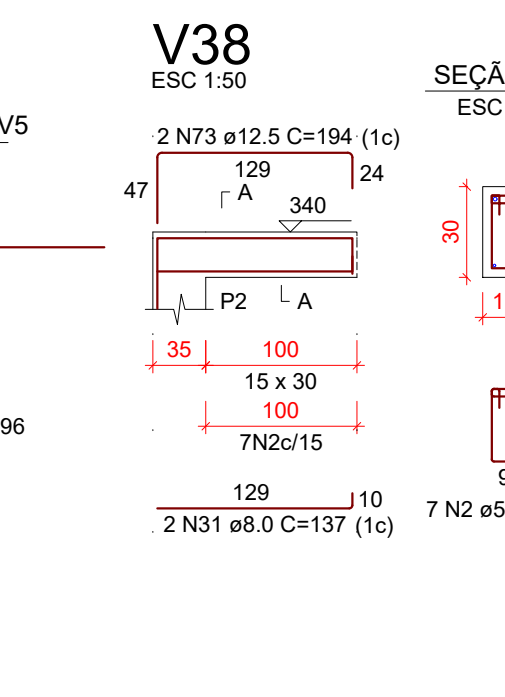 V38
ESC 1:50
SEÇÃ
ESC
V5
2 N73 ø12.5 C=194 (1c)
129
24
47
A
340
30
P2
A
35
100
1
15 x 30
100
96
7N2c/15
9
129
10
7 N2 ø5
2 N31 ø8.0 C=137 (1c)